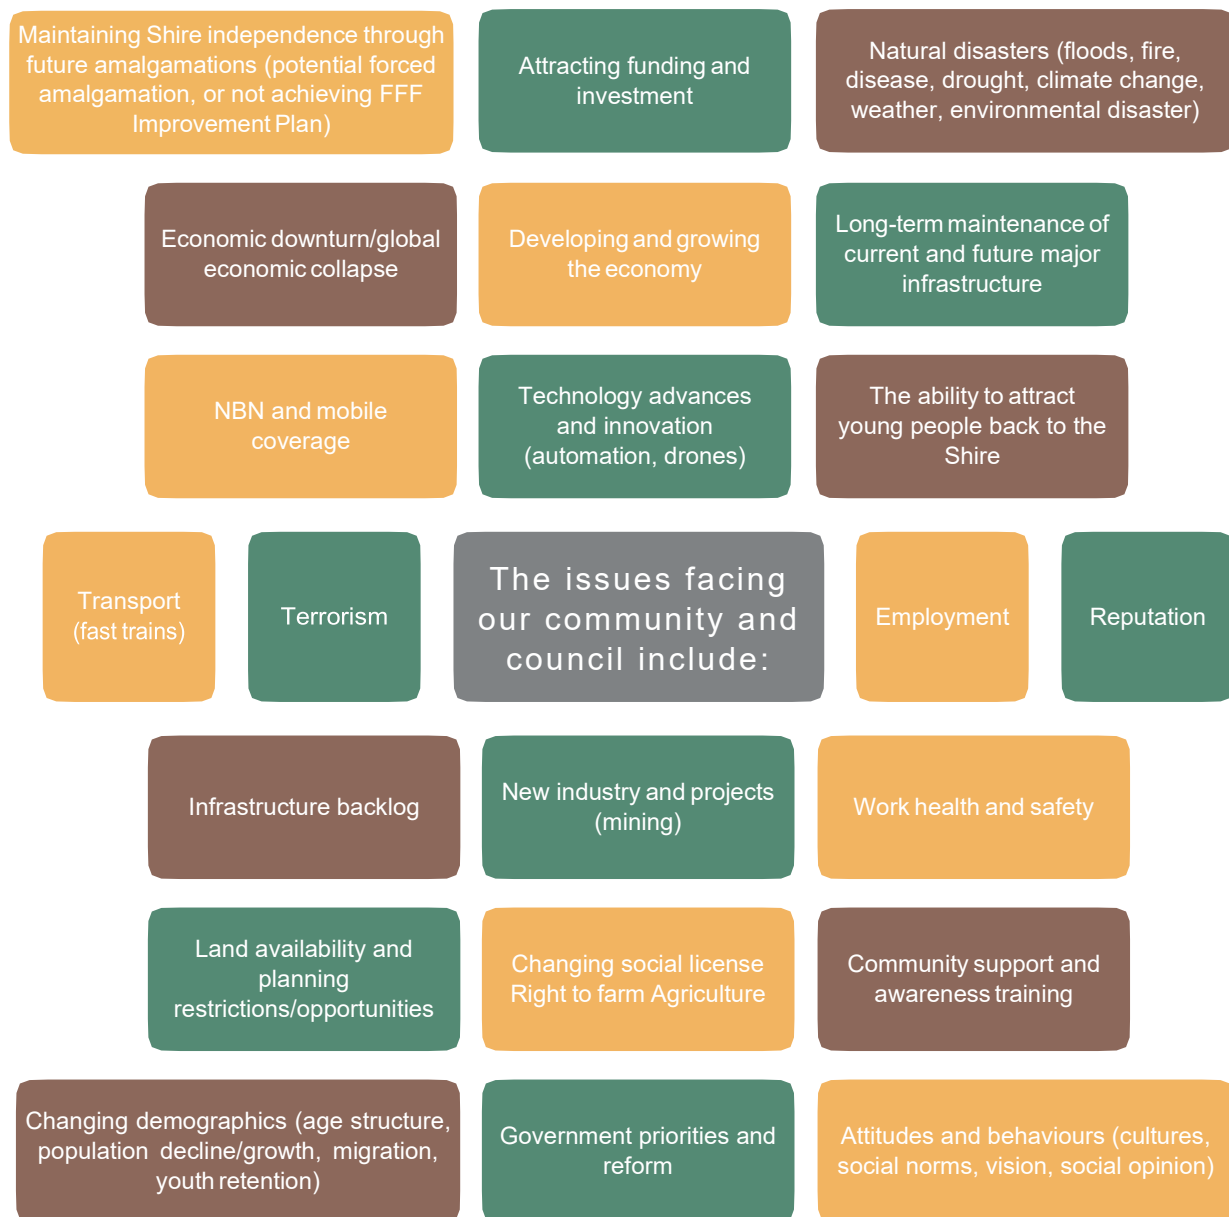 Maintaining Shire independence through
future amalgamations (potential forced
amalgamation, or not achieving FFF
Improvement Plan)
Attracting funding and
investment
Natural disasters (floods, fire,
disease, drought, climate change,
weather, environmental disaster)
Economic downturn/global
economic collapse
Developing and growing
the economy
Long-term maintenance of
current and future major
infrastructure
NBN and mobile
coverage
Technology advances
and innovation
(automation, drones)
The ability to attract
young people back to the
Shire
Transport
(fast trains)
Terrorism
The issues facing
our community and
council include:
Employment
Reputation
Infrastructure backlog
New industry and projects
(mining)
Work health and safety
Land availability and
planning
restrictions/opportunities
Changing social license
Right to farm Agriculture
Community support and
awareness training
Changing demographics (age structure,
population decline/growth, migration,
youth retention)
Government priorities and
reform
Attitudes and behaviours (cultures,
social norms, vision, social opinion)